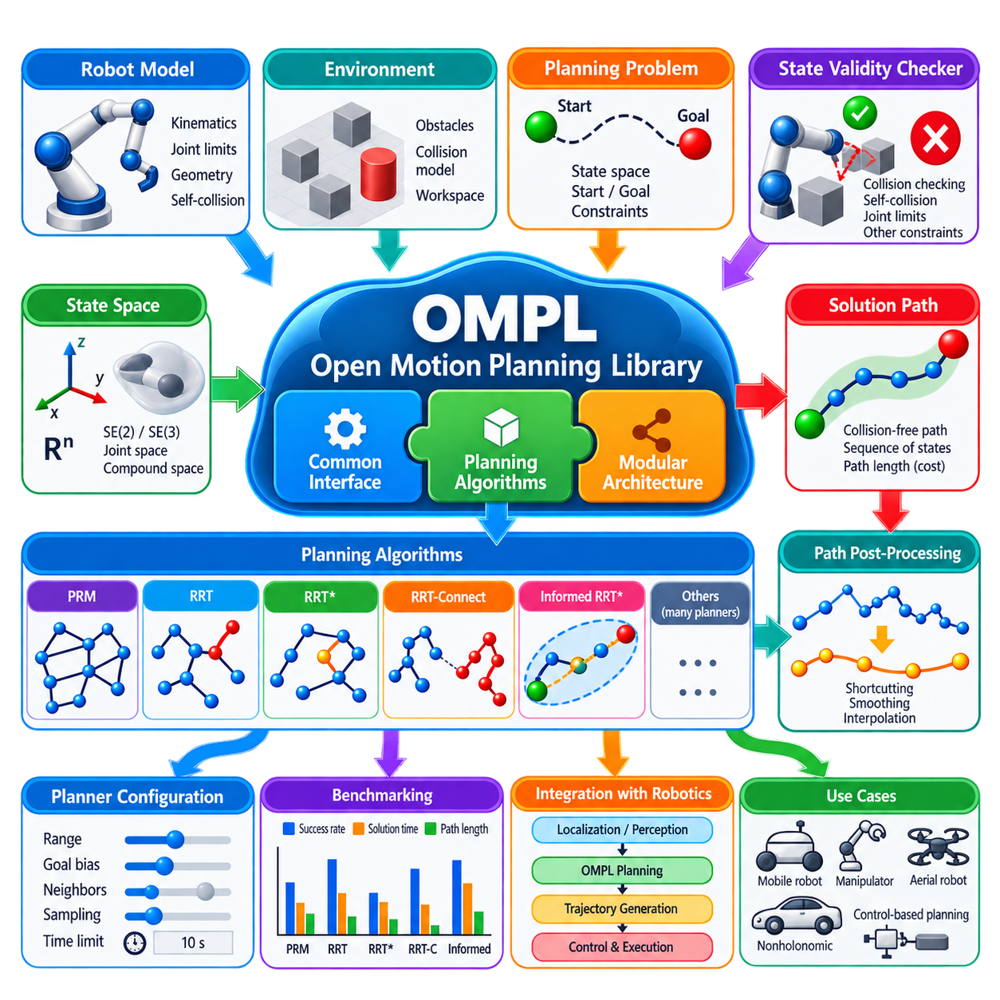 Robot Model
Kinematics
Joint limits
Geometry
Self-collision
Environment
Obstacles
Collision
model
Workspace
Planning Problem
Start
Goal
State space
Start / Goal
Constraints
State Validity Checker
Collision checking
Self-collision
Joint limits
Other constraints
State Space
z
y
x
Rⁿ
SE(2) / SE(3)
Joint space
Compound space
OMPL
Open Motion Planning Library
Common
Interface
Planning
Algorithms
Modular
Architecture
Solution Path
Collision-free path
Sequence of states
Path length (cost)
Planning Algorithms
PRM
RRT
RRT*
RRT-Connect
Informed RRT*
Others
(many planners)
Path Post-Processing
Shortcutting
Smoothing
Interpolation
Planner Configuration
Range
Goal bias
Neighbors
Sampling
Time limit
10 s
Benchmarking
Success rate
Solution time
Path length
PRM
RRT
RRT*
RRT-C
Informed
Integration with Robotics
Localization / Perception
OMPL Planning
Trajectory Generation
Control & Execution
Use Cases
Mobile robot
Manipulator
Aerial robot
Nonholonomic
Control-based planning